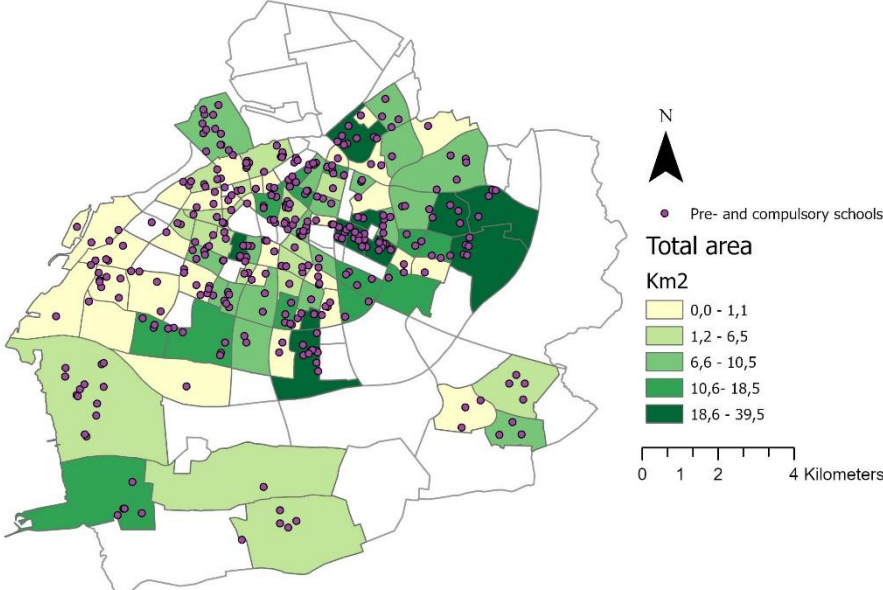 N
Pre- and compulsory schools
Total area
Km2
0,0 - 1,1
1,2 - 6,5
6,6 - 10,5
10,6- 18,5
18,6 - 39,5
0 1 2 4 Kilometers